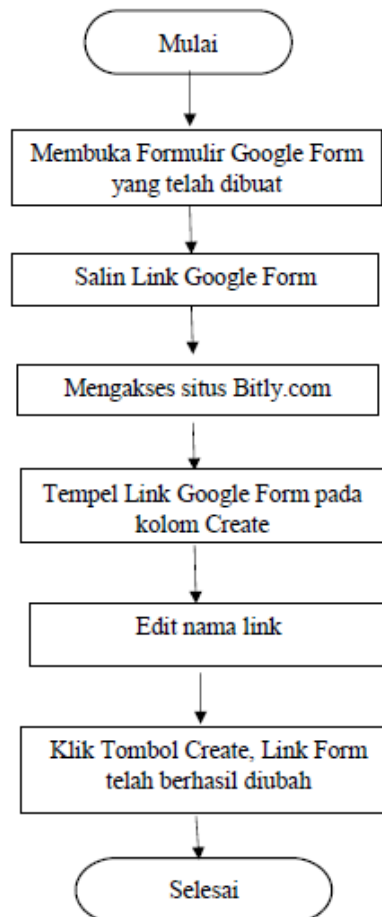 Mulai
Membuka Formulir Google Form
yang telah dibuat
Salin Link Google Form
Mengakses situs Bitly.com
Tempel Link Google Form pada
kolom Create
Edit nama link
Klik Tombol Create, Link Form
telah berhasil diubah
Selesai